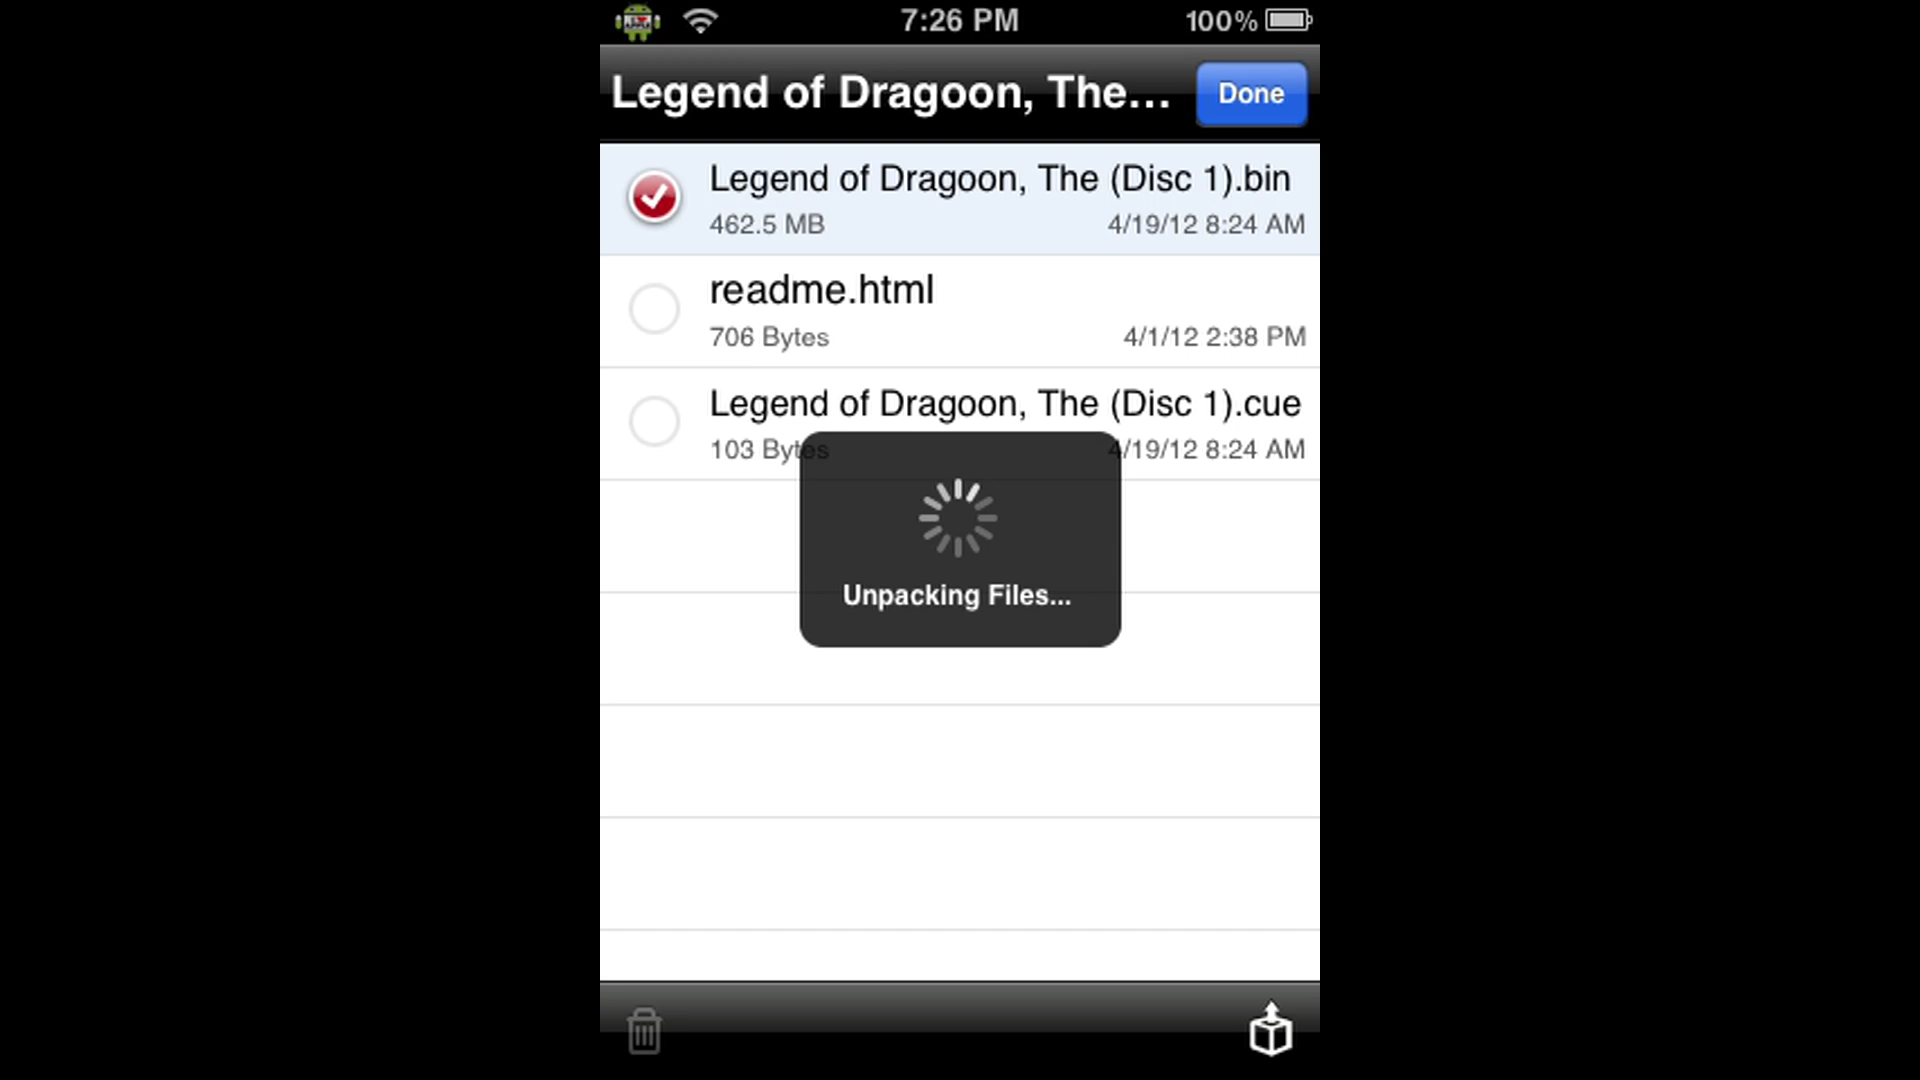 7:26 PM
100%
Legend of Dragoon, The...
Done
Legend of Dragoon, The (Disc 1).bin
462.5 MB
4/19/12 8:24 AM
readme.html
706 Bytes
4/1/12 2:38 PM
Legend of Dragoon, The (Disc 1).cue
103 Bytes
4/19/12 8:24 AM
Unpacking Files...